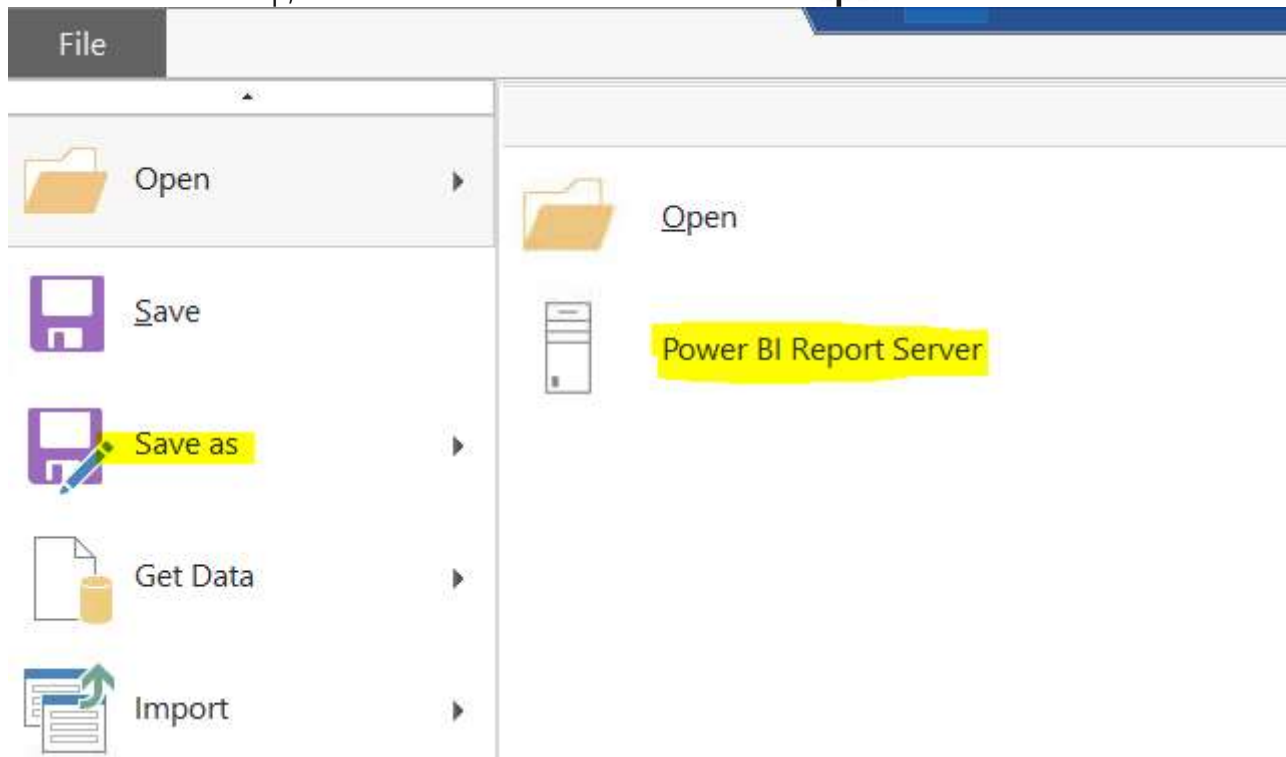 File
Open
Save
Save as
Get Data
Import
Open
Power BI Report Server